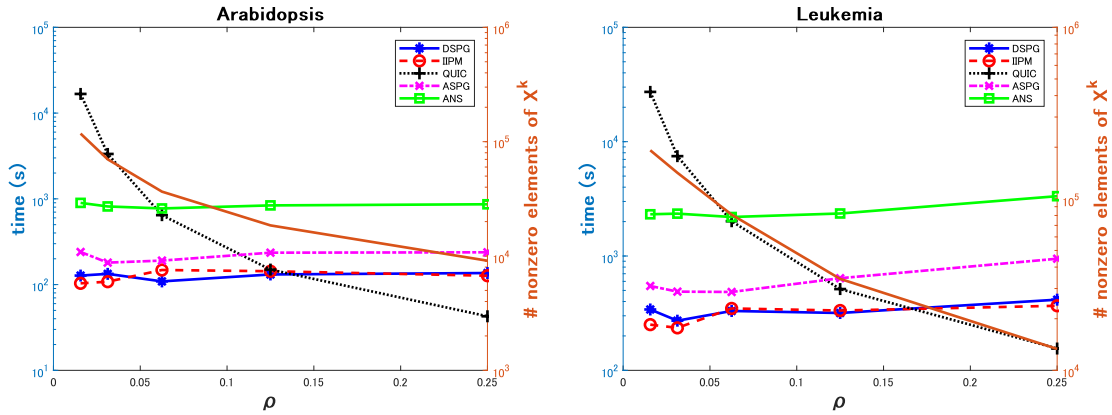 Arabidopsis
10^5
10^4
10^3
10^2
10^1
time (s)
0
0.05
0.1
0.15
0.2
0.25
ρ
10^6
10^5
10^4
10^3
# nonzero elements of X^k
DSPG
IIPM
QUIC
ASPG
ANS
Leukemia
10^5
10^4
10^3
10^2
time (s)
0
0.05
0.1
0.15
0.2
0.25
ρ
10^6
10^5
10^4
# nonzero elements of X^k
DSPG
IIPM
QUIC
ASPG
ANS